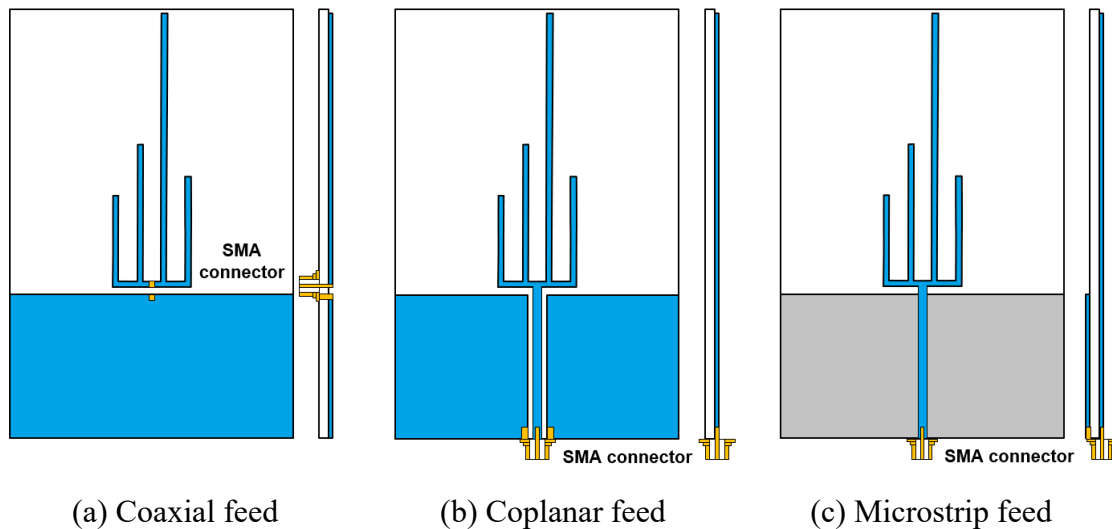 SMA
connector
SMA connector
SMA connector
(a) Coaxial feed
(b) Coplanar feed
(c) Microstrip feed